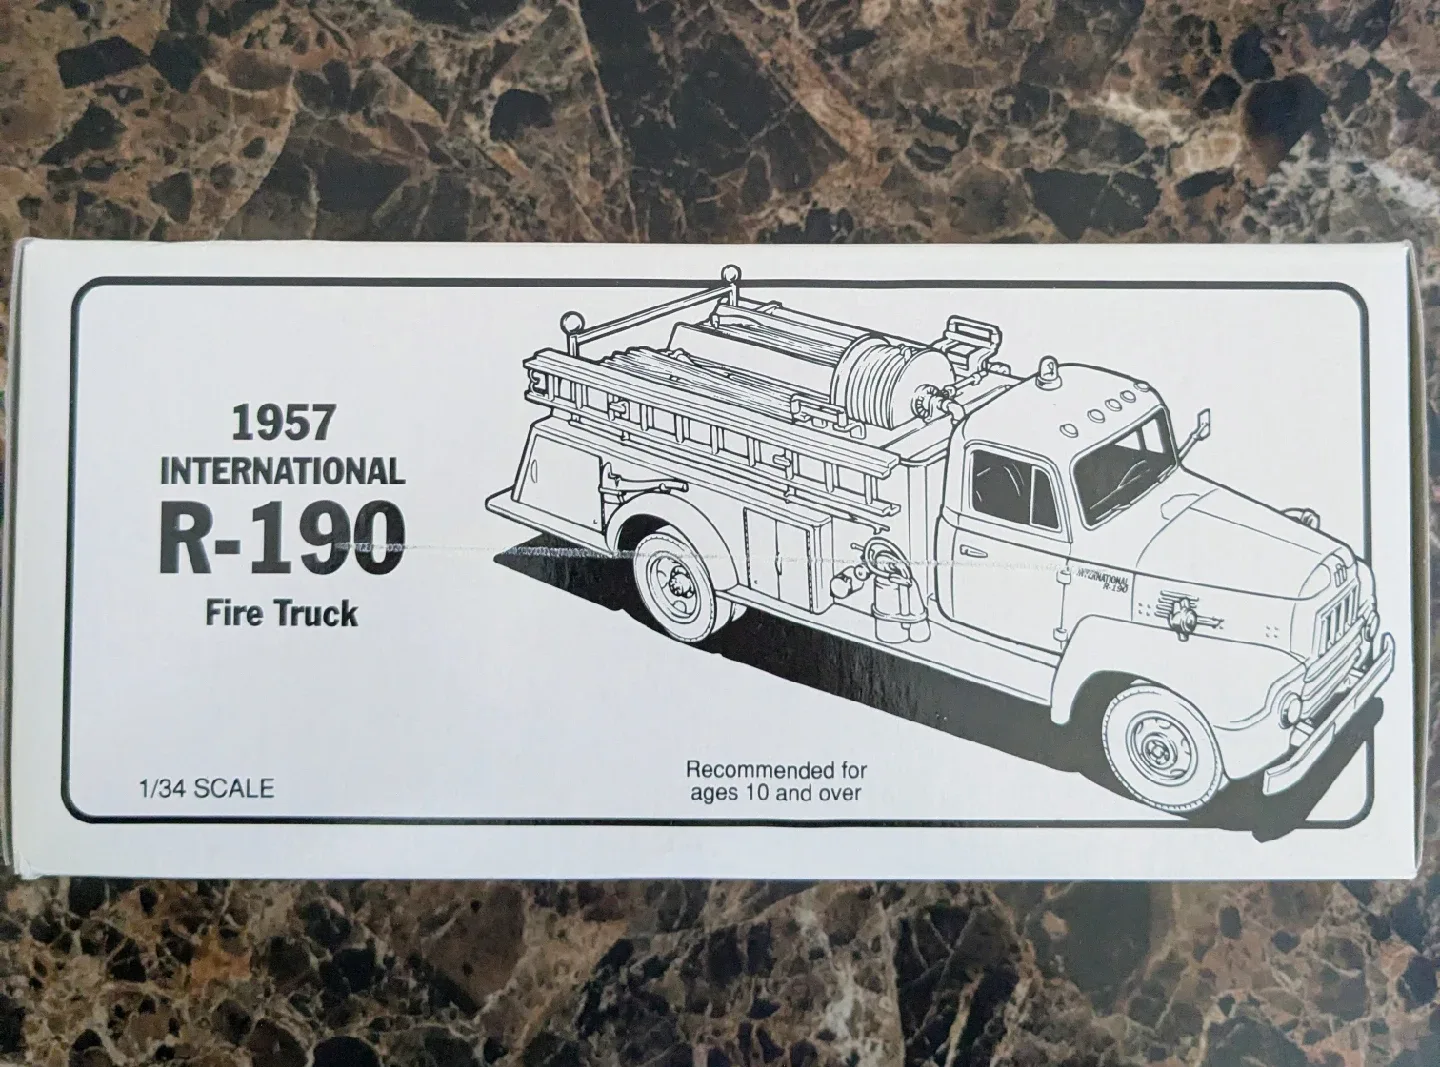 1957
INTERNATIONAL
R-190
Fire Truck
1/34 SCALE
Recommended for
ages 10 and over
INTERNATIONAL
R-190